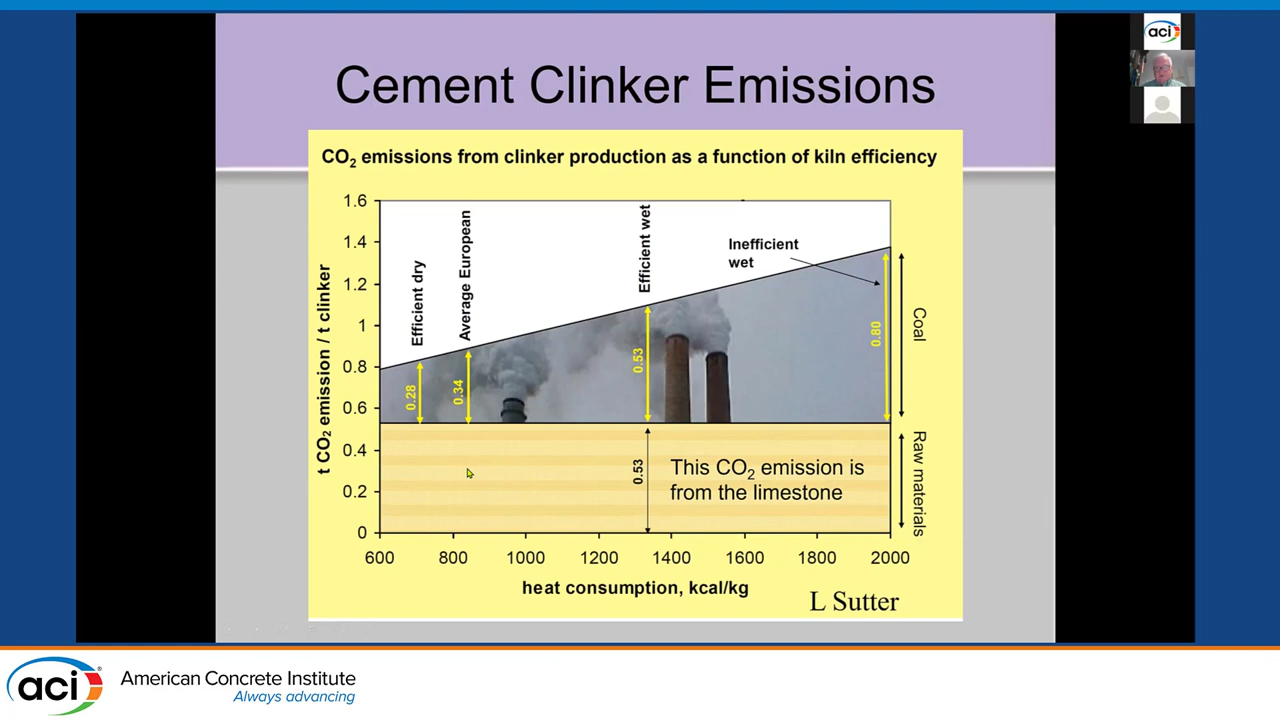 aci
Cement Clinker Emissions
CO2 emissions from clinker production as a function of kiln efficiency
t CO2 emission / t clinker
1.6
1.4
1.2
1
0.8
0.6
0.4
0.2
0
Efficient dry
Average European
Efficient wet
Inefficient
wet
0.28
0.34
0.53
0.80
Coal
0.53
This CO2 emission is
from the limestone
Raw materials
600 800 1000 1200 1400 1600 1800 2000
heat consumption, kcal/kg
L Sutter
aci®
American Concrete Institute
Always advancing